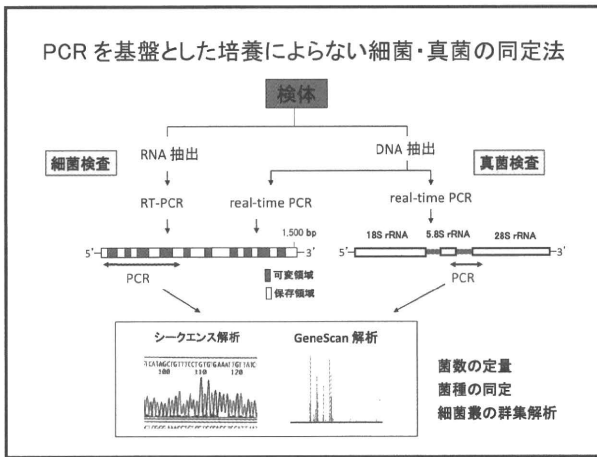 PCR を基盤とした培養によらない細菌・真菌の同定法
検体
細菌検査
RNA 抽出
DNA 抽出
真菌検査
RT-PCR
real-time PCR
real-time PCR
1,500 bp
18S rRNA
5.8S rRNA
28S rRNA
5'
3'
5'
3'
PCR
可変領域
保存領域
PCR
シークエンス解析
GeneScan 解析
100
110
120
菌数の定量
菌種の同定
細菌叢の群集解析